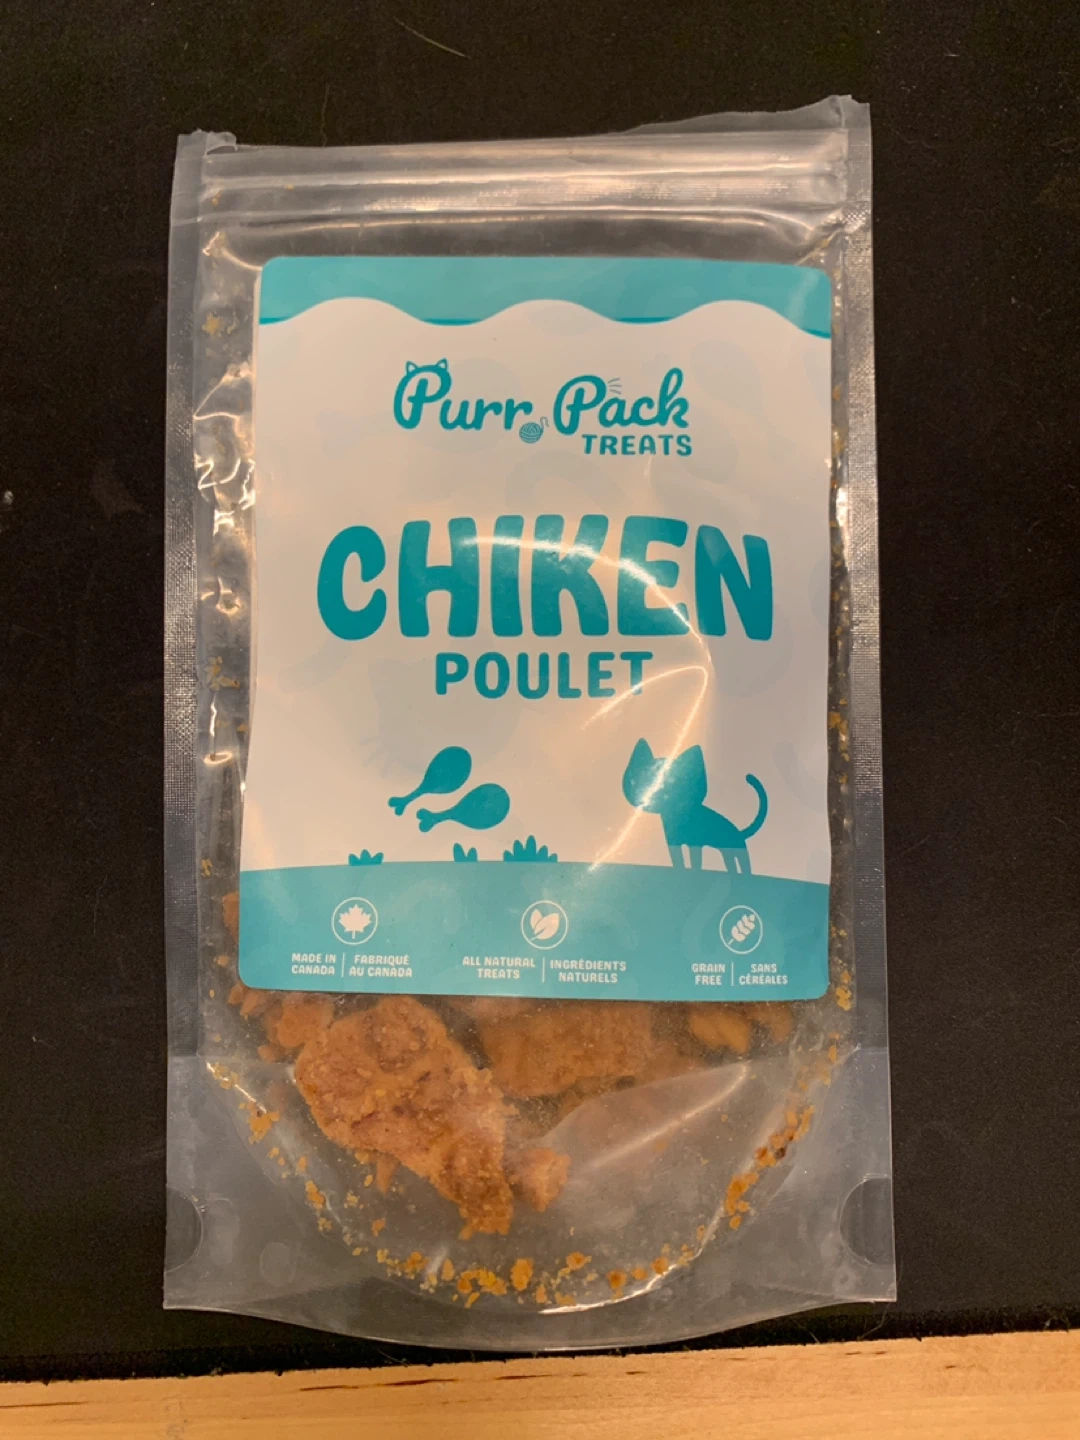 Purr Pack
TREATS
CHIKEN
POULET
MADE IN
CANADA
FABRIQUÉ
AU CANADA
ALL NATURAL
TREATS
INGRÉDIENTS
NATURELS
GRAIN
FREE
SANS
CÉRÉALES